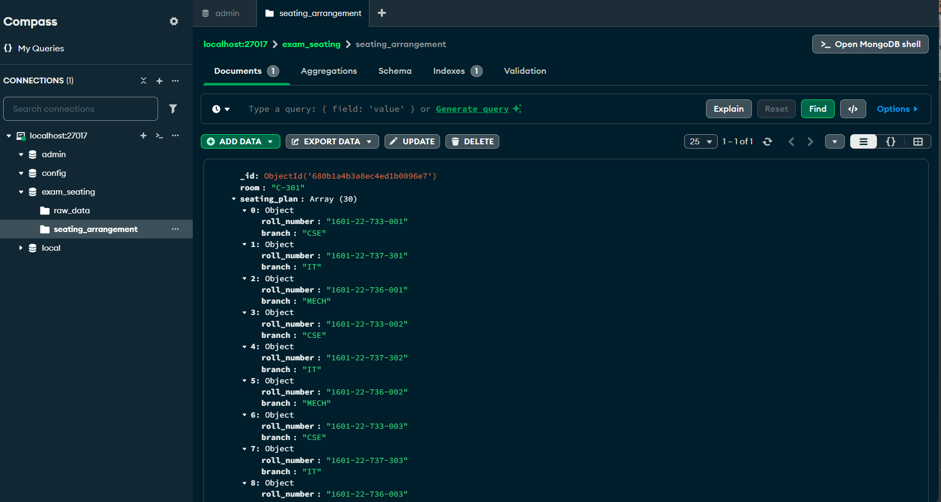 Compass
{} My Queries
CONNECTIONS (1)
Search connections
localhost:27017
admin
config
exam_seating
raw_data
seating_arrangement
local
admin
seating_arrangement
localhost:27017 > exam_seating > seating_arrangement
>_ Open MongoDB shell
Documents 1 Aggregations Schema Indexes 1 Validation
Type a query: { field: 'value' } or Generate query
Explain Reset Find </> Options
ADD DATA EXPORT DATA UPDATE DELETE
25 1 – 1 of 1 {}
_id: ObjectId('680b1a4b3a8ec4ed1b0096e7')
room : "C-301"
seating_plan : Array (30)
0: Object
roll_number : "1601-22-733-001"
branch : "CSE"
1: Object
roll_number : "1601-22-737-301"
branch : "IT"
2: Object
roll_number : "1601-22-736-001"
branch : "MECH"
3: Object
roll_number : "1601-22-733-002"
branch : "CSE"
4: Object
roll_number : "1601-22-737-302"
branch : "IT"
5: Object
roll_number : "1601-22-736-002"
branch : "MECH"
6: Object
roll_number : "1601-22-733-003"
branch : "CSE"
7: Object
roll_number : "1601-22-737-303"
branch : "IT"
8: Object
roll_number : "1601-22-736-003"